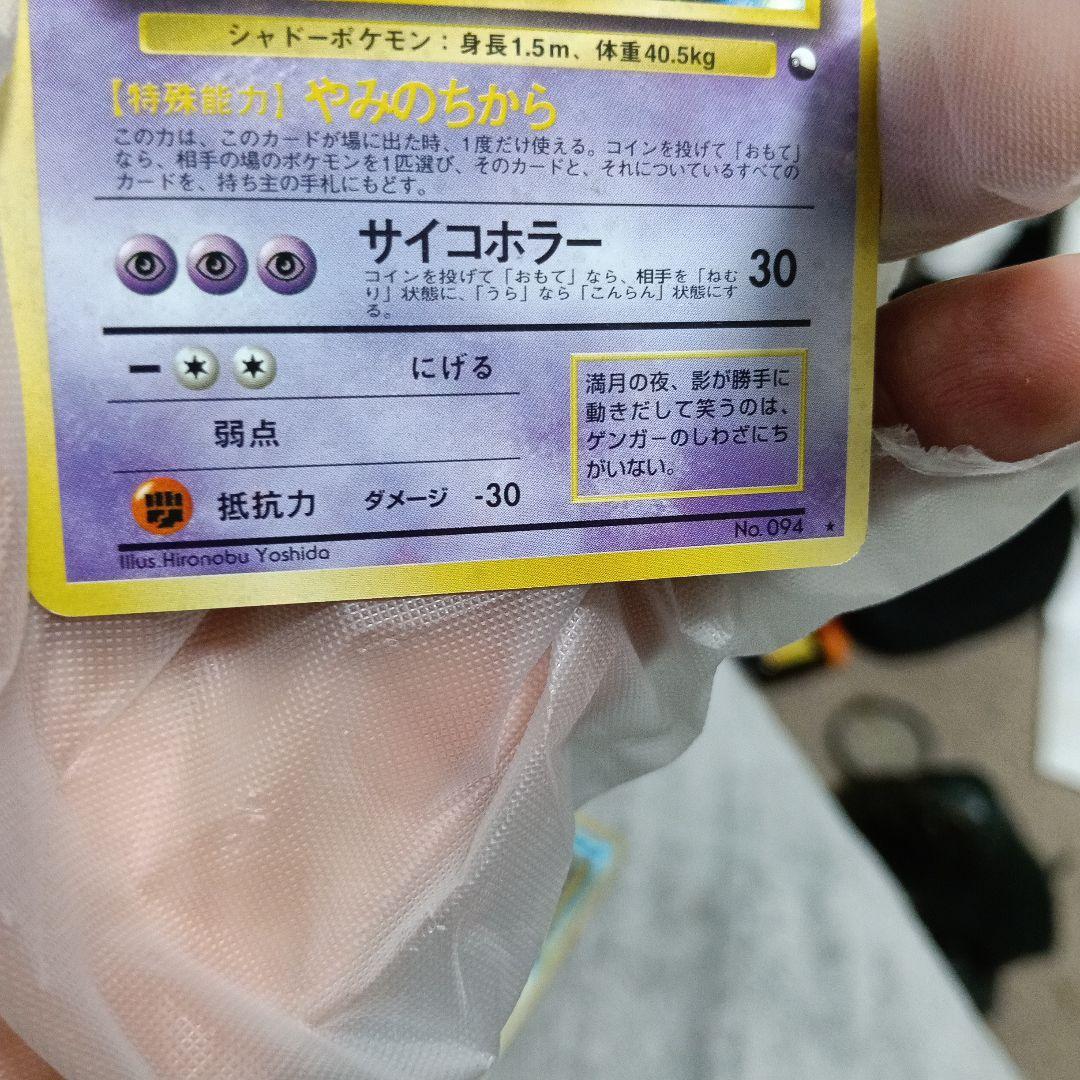 シャドーポケモン：身長1.5m、体重40.5kg
【特殊能力】 やみのちから
この力は、このカードが場に出た時、1度だけ使える。コインを投げて「おもて」
なら、相手の場のポケモンを1匹選び、そのカードと、それについているすべての
カードを、持ち主の手札にもどす。
サイコホラー 30
コインを投げて「おもて」なら、相手を「ねむ
り」状態に、「うら」なら「こんらん」状態にす
る。
にげる
弱点
抵抗力 ダメージ -30
満月の夜、影が勝手に
動きだして笑うのは、
ゲンガーのしわざにち
がいない。
Illus. Hironobu Yoshida
No. 094 ★